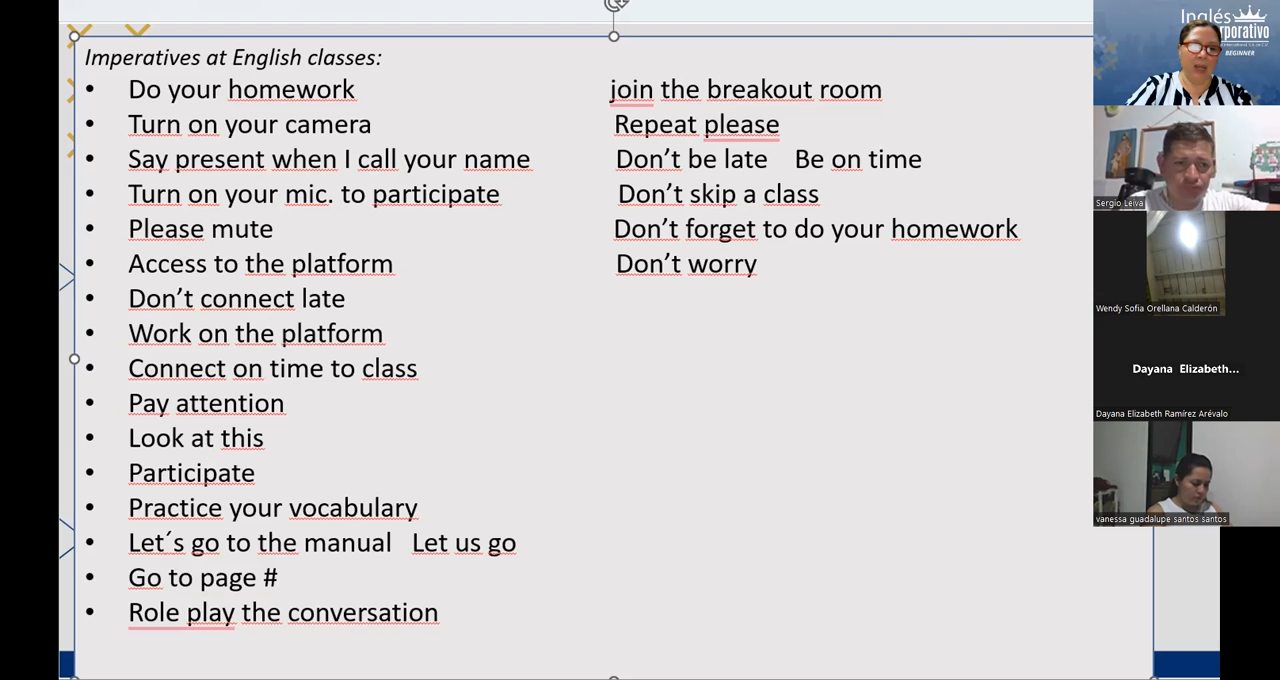 Imperatives at English classes:
• Do your homework
• Turn on your camera
• Say present when I call your name
• Turn on your mic. to participate
• Please mute
• Access to the platform
• Don’t connect late
• Work on the platform
• Connect on time to class
• Pay attention
• Look at this
• Participate
• Practice your vocabulary
• Let´s go to the manual   Let us go
• Go to page #
• Role play the conversation
join the breakout room
Repeat please
Don’t be late    Be on time
Don’t skip a class
Don’t forget to do your homework
Don’t worry
Inglés
BEGINNER
Sergio Leiva
Wendy Sofía Orellana Calderón
Dayana Elizabeth...
Dayana Elizabeth Ramírez Arévalo
vanessa guadalupe santos santos